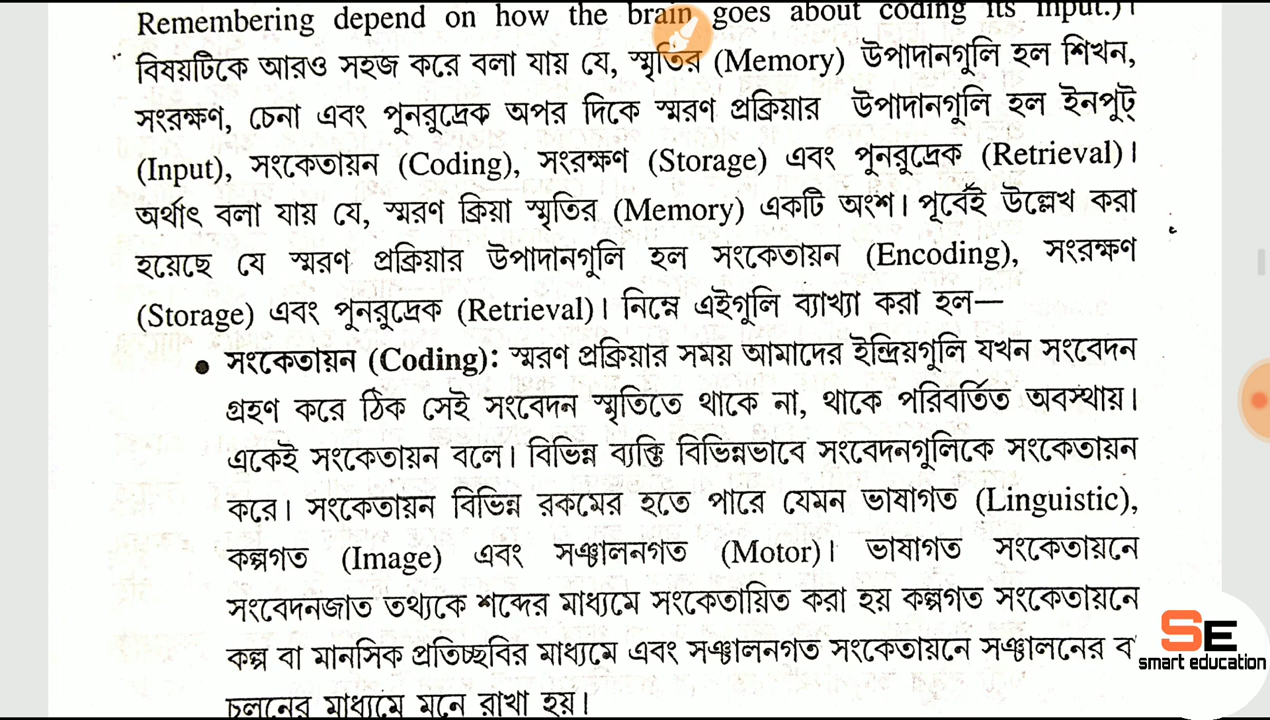 Remembering depend on how the brain goes about coding its input.)।
বিষয়টিকে আরও সহজ করে বলা যায় যে, স্মৃতির (Memory) উপাদানগুলি হল শিখন,
সংরক্ষণ, চেনা এবং পুনরুদ্রেক অপর দিকে স্মরণ প্রক্রিয়ার উপাদানগুলি হল ইনপুট্
(Input), সংকেতায়ন (Coding), সংরক্ষণ (Storage) এবং পুনরুদ্রেক (Retrieval)।
অর্থাৎ বলা যায় যে, স্মরণ ক্রিয়া স্মৃতির (Memory) একটি অংশ। পূর্বেই উল্লেখ করা
হয়েছে যে স্মরণ প্রক্রিয়ার উপাদানগুলি হল সংকেতায়ন (Encoding), সংরক্ষণ
(Storage) এবং পুনরুদ্রেক (Retrieval)। নিম্নে এইগুলি ব্যাখ্যা করা হল—
● সংকেতায়ন (Coding): স্মরণ প্রক্রিয়ার সময় আমাদের ইন্দ্রিয়গুলি যখন সংবেদন
গ্রহণ করে ঠিক সেই সংবেদন স্মৃতিতে থাকে না, থাকে পরিবর্তিত অবস্থায়।
একেই সংকেতায়ন বলে। বিভিন্ন ব্যক্তি বিভিন্নভাবে সংবেদনগুলিকে সংকেতায়ন
করে। সংকেতায়ন বিভিন্ন রকমের হতে পারে যেমন ভাষাগত (Linguistic),
কল্পগত (Image) এবং সঞ্চালনগত (Motor)। ভাষাগত সংকেতায়নে
সংবেদনজাত তথ্যকে শব্দের মাধ্যমে সংকেতায়িত করা হয় কল্পগত সংকেতায়নে
কল্প বা মানসিক প্রতিচ্ছবির মাধ্যমে এবং সঞ্চালনগত সংকেতায়নে সঞ্চালনের
চলনের মাধ্যমে মনে রাখা হয়।
SE
smart education